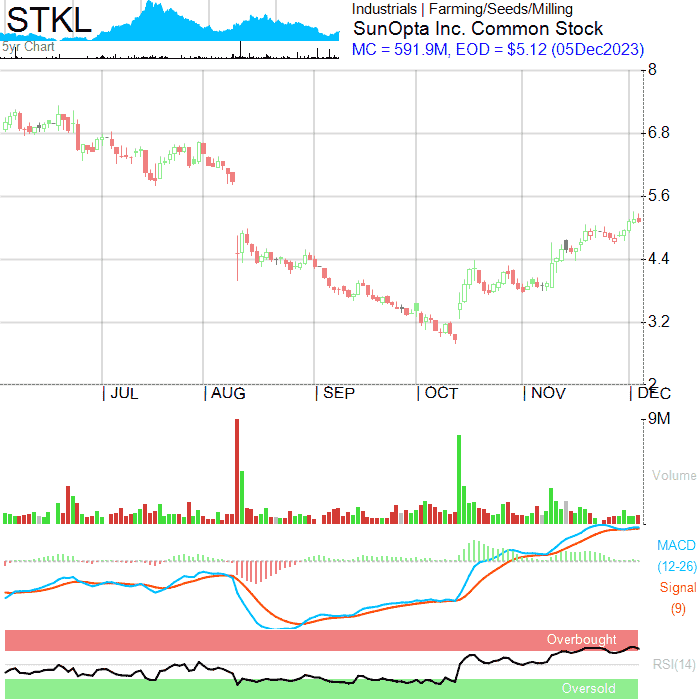 STKL
5yr Chart
Industrials | Farming/Seeds/Milling
SunOpta Inc. Common Stock
MC = 591.9M, EOD = $5.12 (05Dec2023)
8
6.8
5.6
4.4
3.2
2
| JUL | AUG | SEP | OCT | NOV | DEC
9M
Volume
MACD
(12-26)
Signal
(9)
Overbought
RSI(14)
Oversold